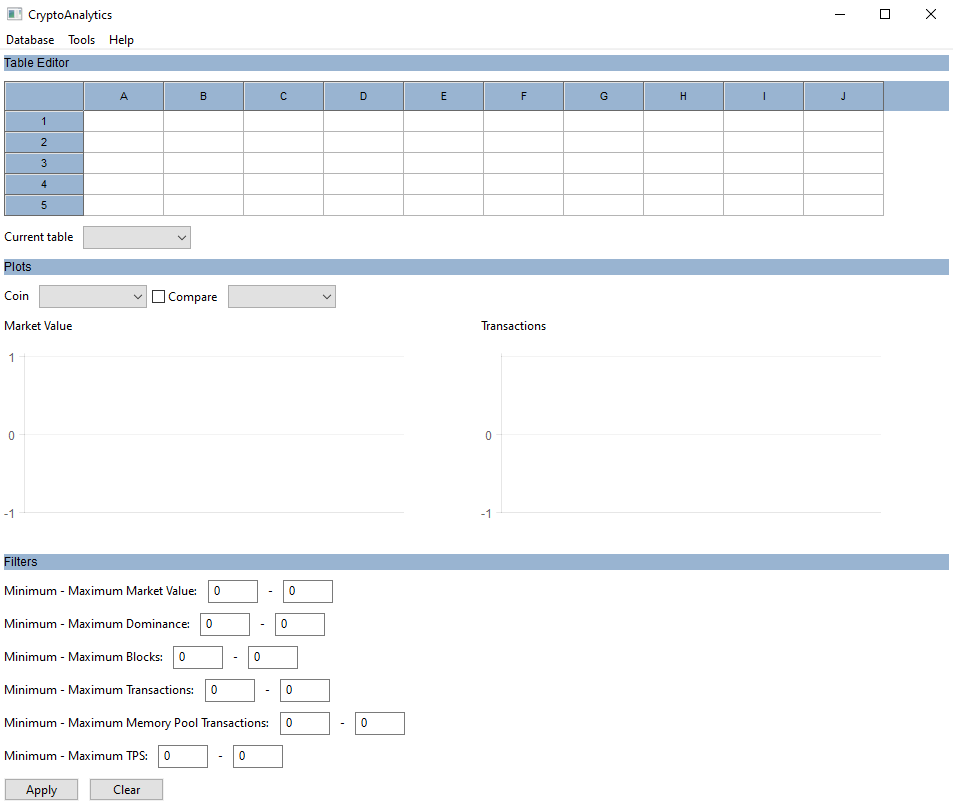 CryptoAnalytics
Database Tools Help
Table Editor
A B C D E F G H I J
1
2
3
4
5
Current table
Plots
Coin Compare
Market Value Transactions
1
0 0
-1 -1
Filters
Minimum - Maximum Market Value: 0 - 0
Minimum - Maximum Dominance: 0 - 0
Minimum - Maximum Blocks: 0 - 0
Minimum - Maximum Transactions: 0 - 0
Minimum - Maximum Memory Pool Transactions: 0 - 0
Minimum - Maximum TPS: 0 - 0
Apply Clear